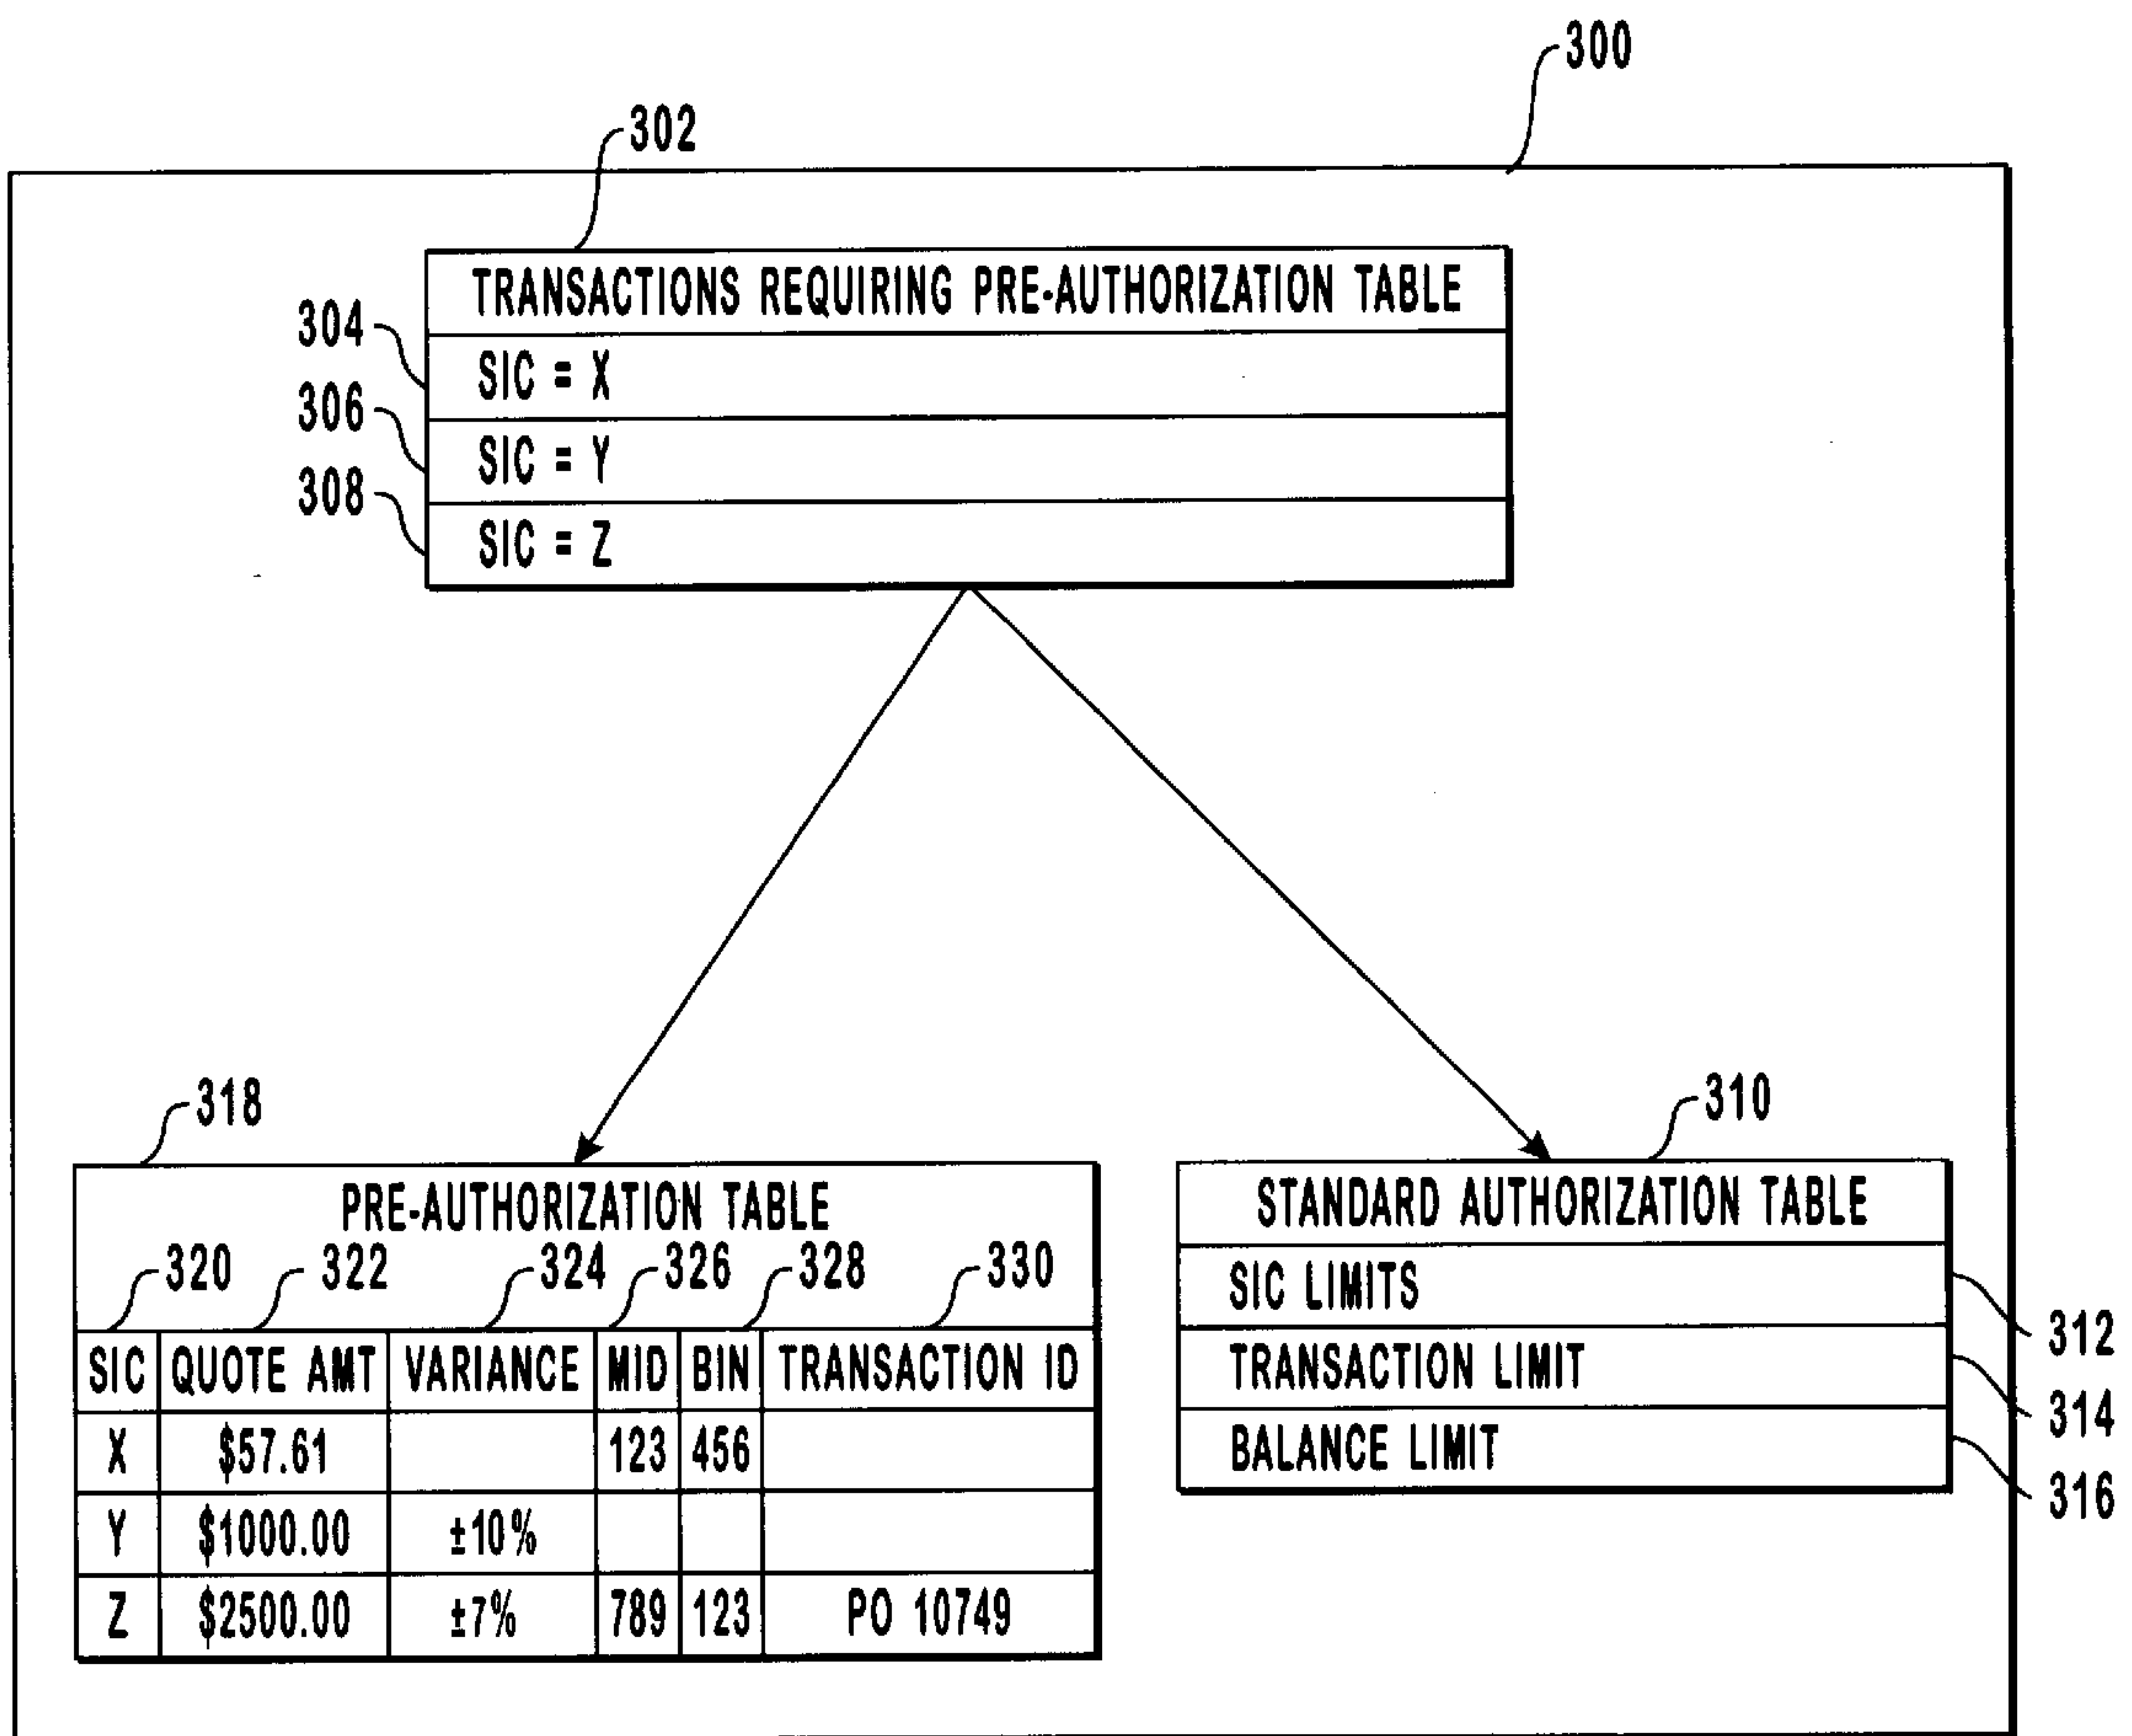 300
302
TRANSACTIONS REQUIRING PRE-AUTHORIZATION TABLE
304
SIC = X
306
SIC = Y
308
SIC = Z
318
PRE-AUTHORIZATION TABLE
320 322 324 326 328 330
SIC QUOTE AMT VARIANCE MID BIN TRANSACTION ID
X $57.61 123 456
Y $1000.00 ±10%
Z $2500.00 ±7% 789 123 PO 10749
310
STANDARD AUTHORIZATION TABLE
SIC LIMITS
312
TRANSACTION LIMIT
314
BALANCE LIMIT
316